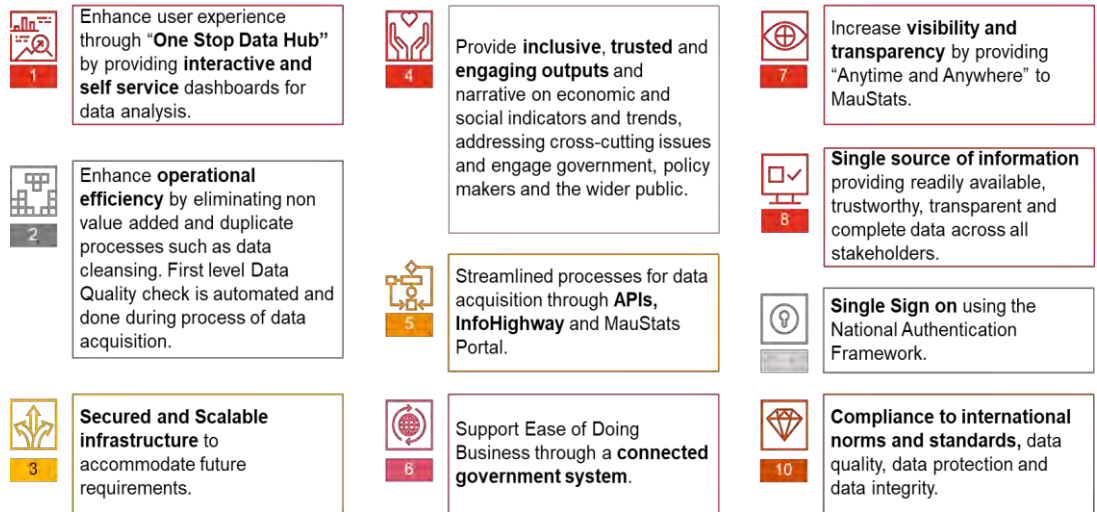 1
Enhance user experience
through “One Stop Data Hub”
by providing interactive and
self service dashboards for
data analysis.
2
Enhance operational
efficiency by eliminating non
value added and duplicate
processes such as data
cleansing. First level Data
Quality check is automated and
done during process of data
acquisition.
3
Secured and Scalable
infrastructure to
accommodate future
requirements.
4
Provide inclusive, trusted and
engaging outputs and
narrative on economic and
social indicators and trends,
addressing cross-cutting issues
and engage government, policy
makers and the wider public.
5
Streamlined processes for data
acquisition through APIs,
InfoHighway and MauStats
Portal.
6
Support Ease of Doing
Business through a connected
government system.
7
Increase visibility and
transparency by providing
“Anytime and Anywhere” to
MauStats.
8
Single source of information
providing readily available,
trustworthy, transparent and
complete data across all
stakeholders.
Single Sign on using the
National Authentication
Framework.
10
Compliance to international
norms and standards, data
quality, data protection and
data integrity.